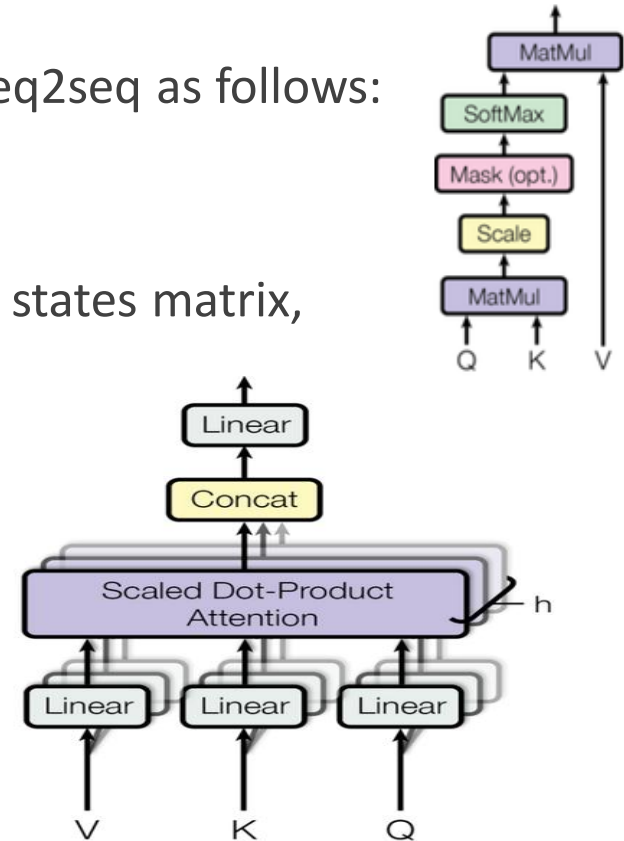 eq2seq as follows:
states matrix,
MatMul
SoftMax
Mask (opt.)
Scale
MatMul
Q K V
Linear
Concat
Scaled Dot-Product
Attention
h
Linear Linear Linear
V K Q